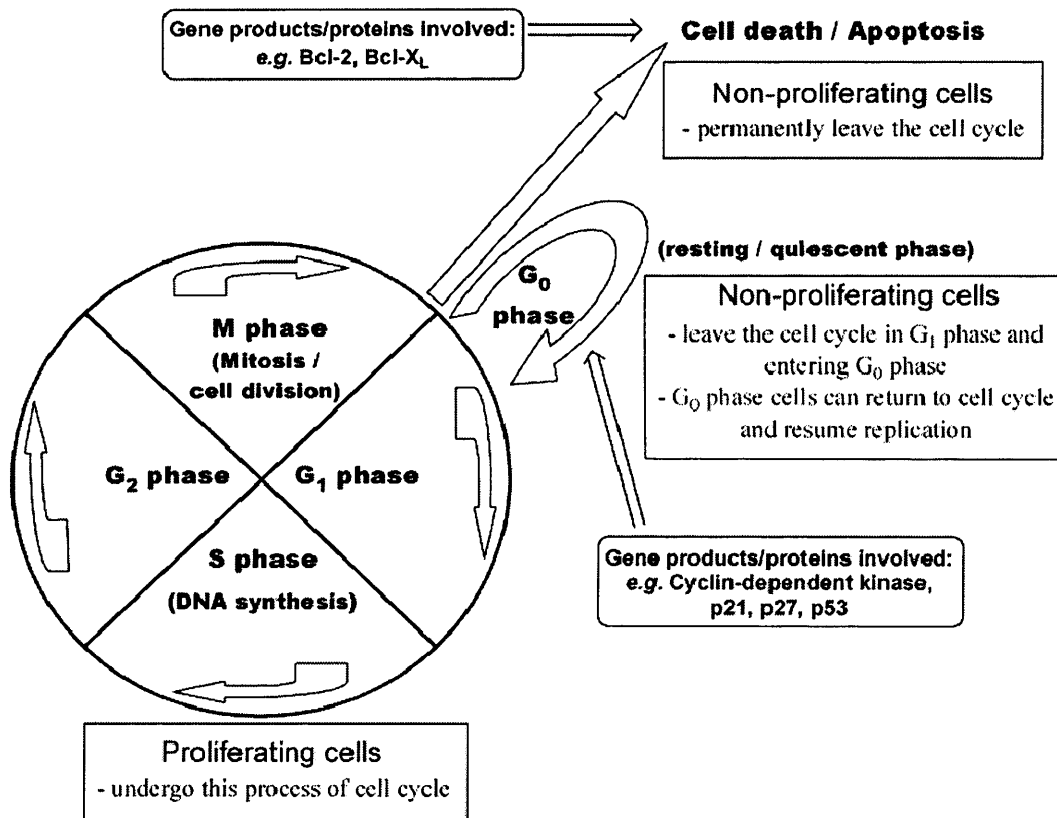 Gene products/proteins involved:
e.g. Bcl-2, Bcl-XL
Cell death / Apoptosis
Non-proliferating cells
- permanently leave the cell cycle
(resting / quiescent phase)
G0
phase
Non-proliferating cells
- leave the cell cycle in G1 phase and
entering G0 phase
- G0 phase cells can return to cell cycle
and resume replication
M phase
(Mitosis /
cell division)
G2 phase
G1 phase
S phase
(DNA synthesis)
Gene products/proteins involved:
e.g. Cyclin-dependent kinase,
p21, p27, p53
Proliferating cells
- undergo this process of cell cycle